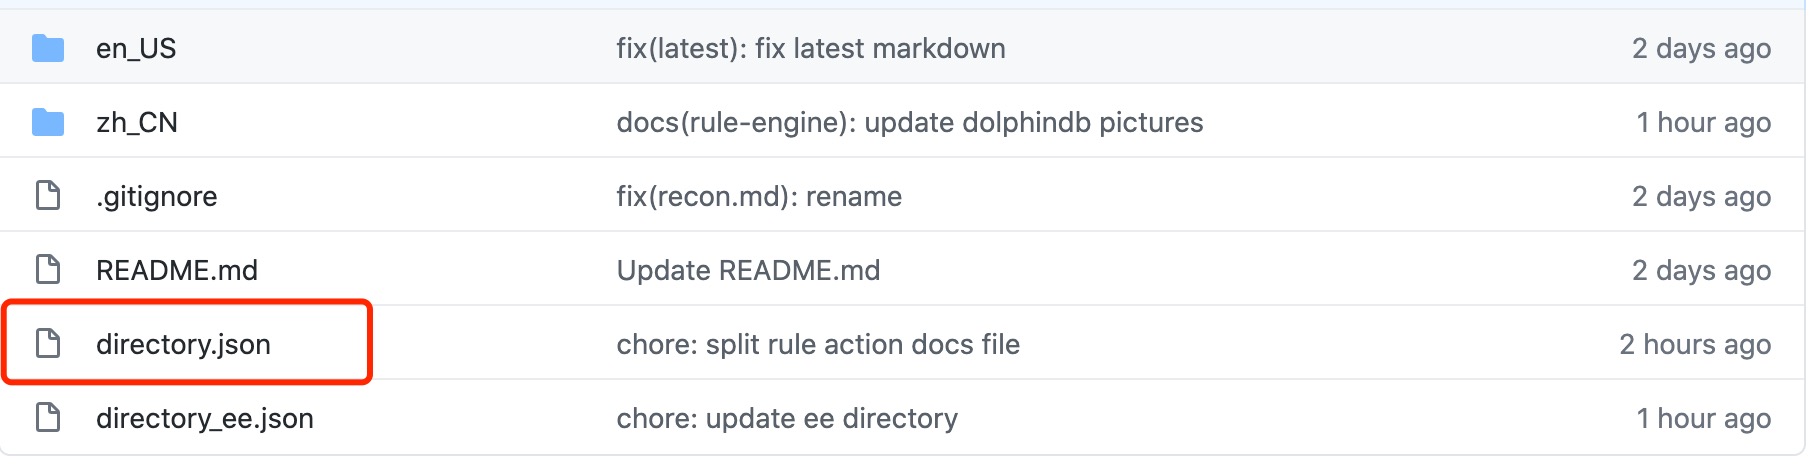 en_US fix(latest): fix latest markdown 2 days ago
zh_CN docs(rule-engine): update dolphindb pictures 1 hour ago
.gitignore fix(recon.md): rename 2 days ago
README.md Update README.md 2 days ago
directory.json chore: split rule action docs file 2 hours ago
directory_ee.json chore: update ee directory 1 hour ago